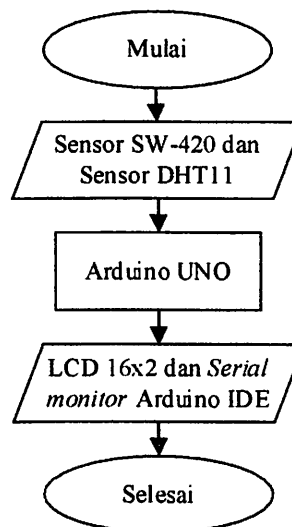 Mulai
Sensor SW-420 dan
Sensor DHT11
Arduino UNO
LCD 16x2 dan Serial
monitor Arduino IDE
Selesai